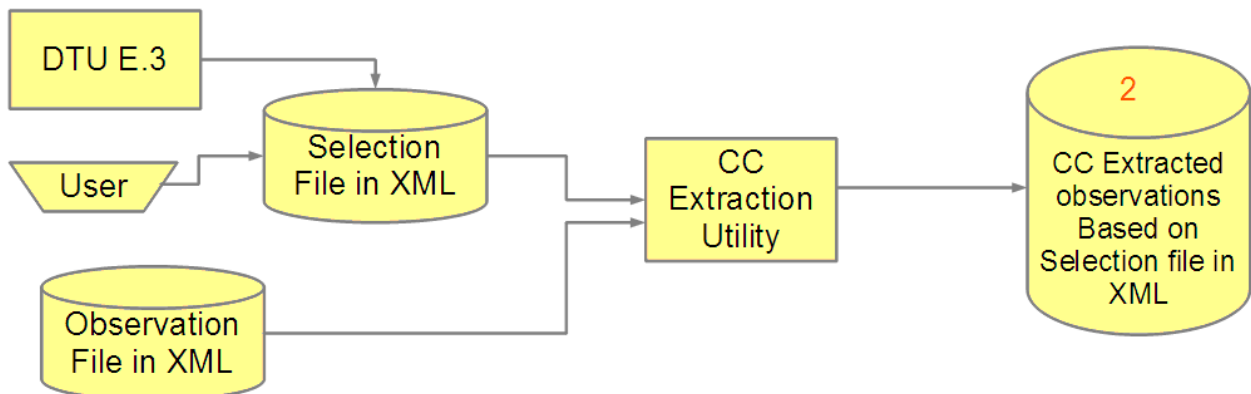 DTU E.3
User
Selection
File in XML
Observation
File in XML
CC
Extraction
Utility
2
CC Extracted
observations
Based on
Selection file in
XML